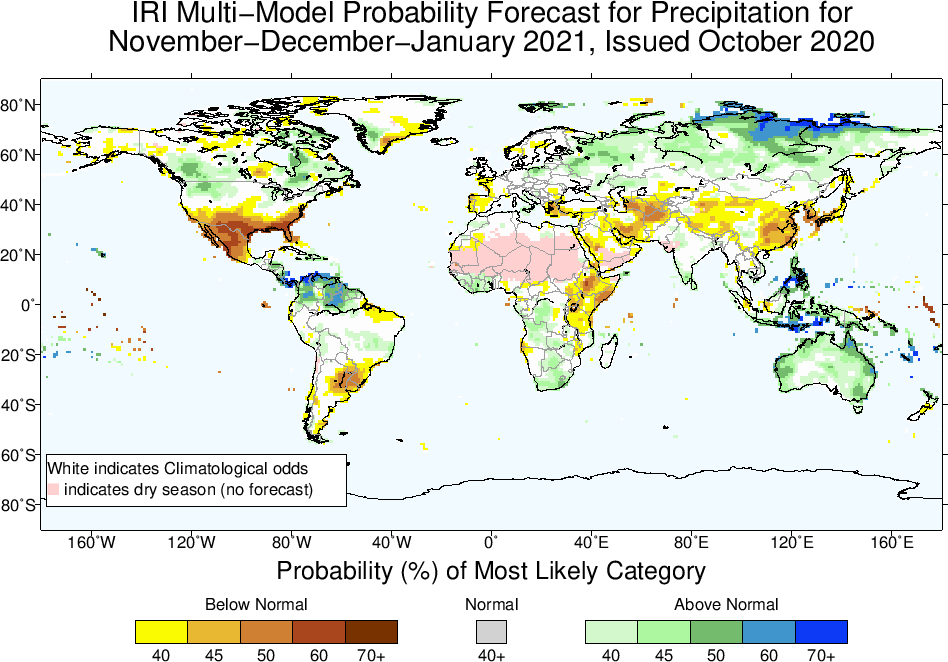 IRI Multi−Model Probability Forecast for Precipitation for
November−December−January 2021, Issued October 2020
80˚N
60˚N
40˚N
20˚N
0˚
20˚S
40˚S
60˚S
80˚S
White indicates Climatological odds
indicates dry season (no forecast)
160˚W 120˚W 80˚W 40˚W 0˚ 40˚E 80˚E 120˚E 160˚E
Probability (%) of Most Likely Category
Below Normal Normal Above Normal
40 45 50 60 70+ 40+ 40 45 50 60 70+